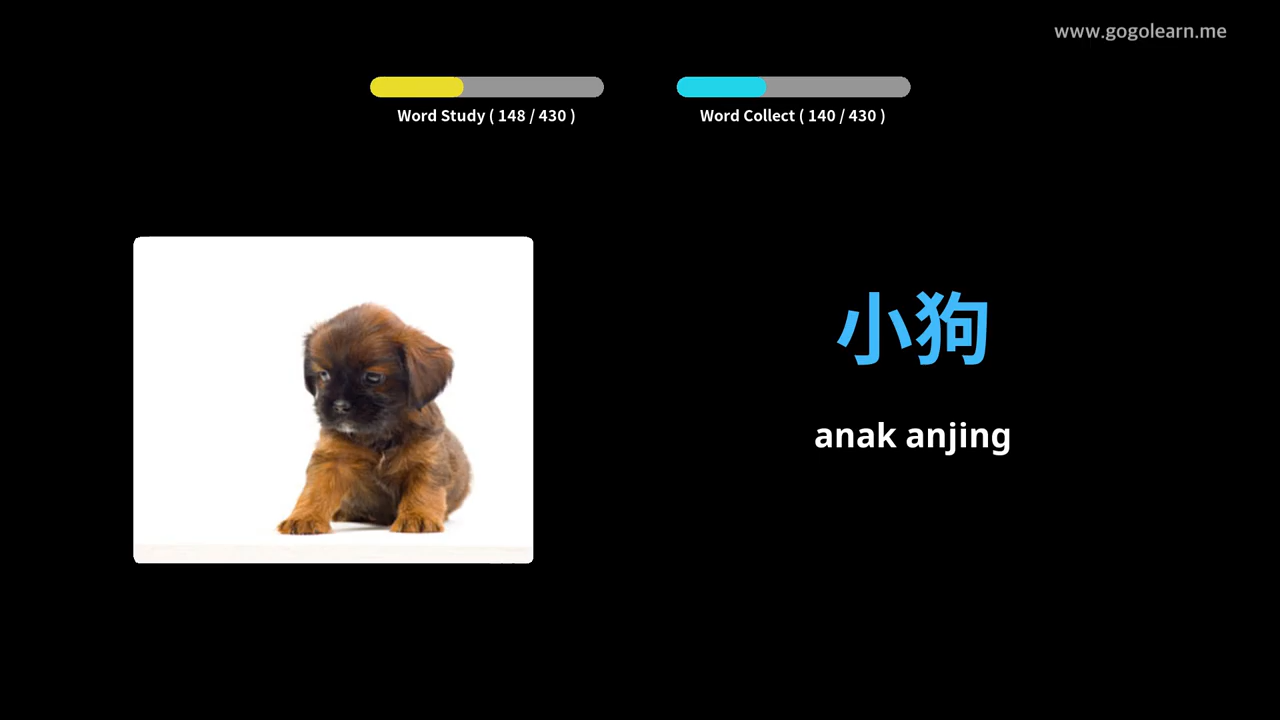 www.gogolearn.me
Word Study ( 148 / 430 )
Word Collect ( 140 / 430 )
小狗
anak anjing